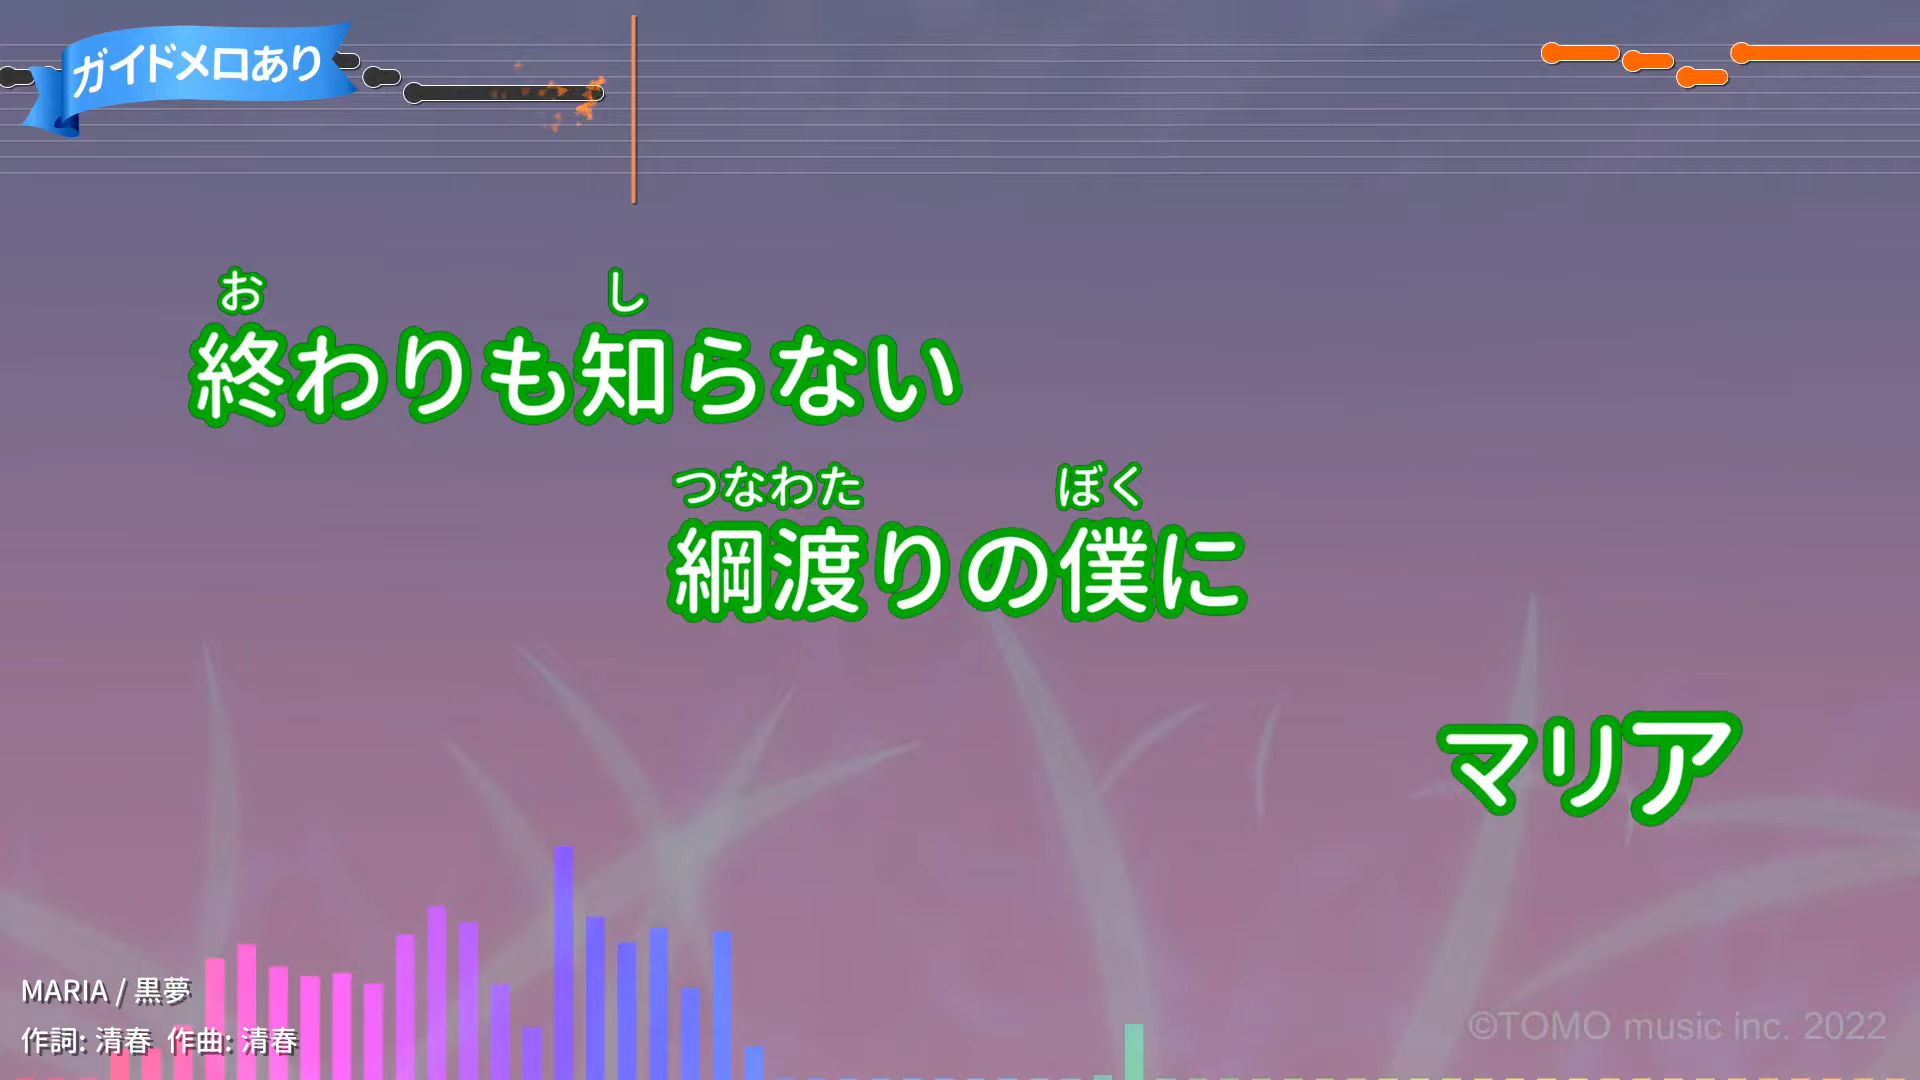 ガイドメロあり
お し
終わりも知らない
つなわた ぼく
綱渡りの僕に
マリア
MARIA / 黒夢
作詞: 清春 作曲: 清春
©TOMO music inc. 2022